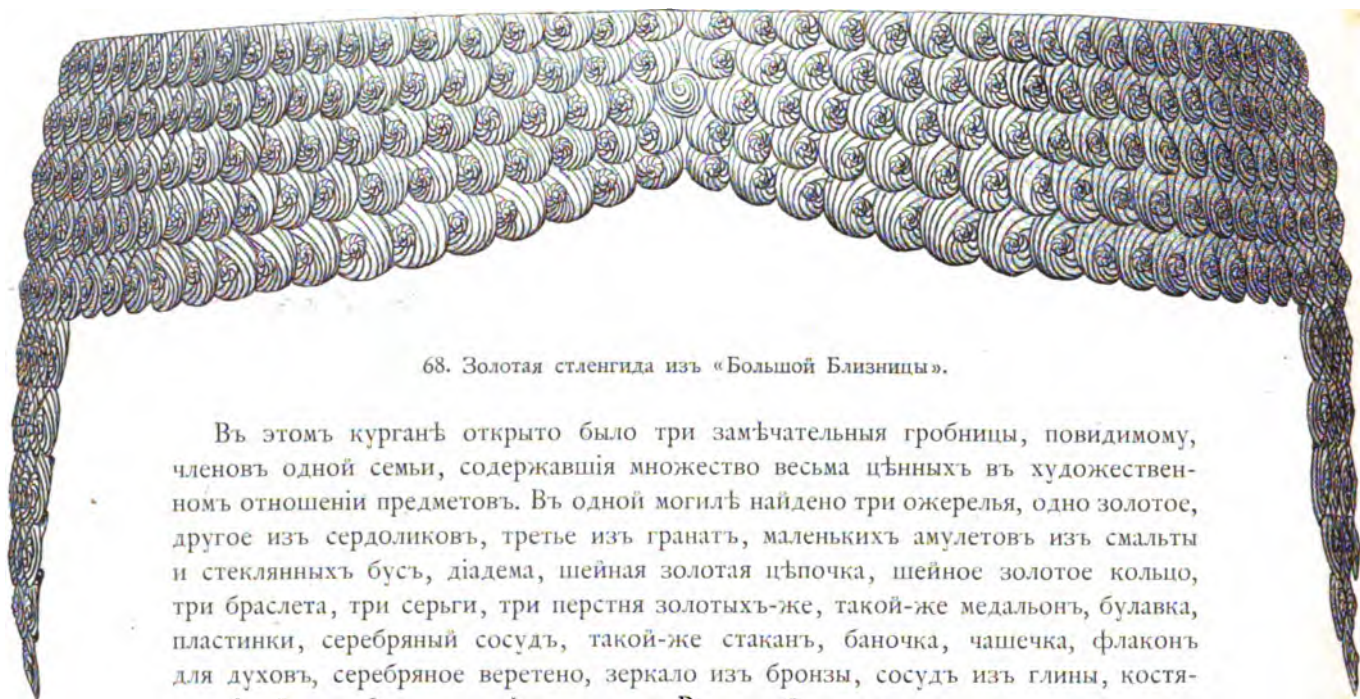 68. Золотая стленгида изъ «Большой Близницы».
Въ этомъ курганѣ открыто было три замѣчательныя гробницы, повидимому,
членовъ одной семьи, содержавшія множество весьма цѣнныхъ въ художествен-
номъ отношеніи предметовъ. Въ одной могилѣ найдено три ожерелья, одно золотое,
другое изъ сердоликовъ, третье изъ гранатъ, маленькихъ амулетовъ изъ смальты
и стеклянныхъ бусъ, діадема, шейная золотая цѣпочка, шейное золотое кольцо,
три браслета, три серьги, три перстня золотыхъ-же, такой-же медальонъ, булавка,
пластинки, серебряный сосудъ, такой-же стаканъ, баночка, чашечка, флаконъ
для духовъ, серебряное веретено, зеркало изъ бронзы, сосудъ изъ глины, костя-